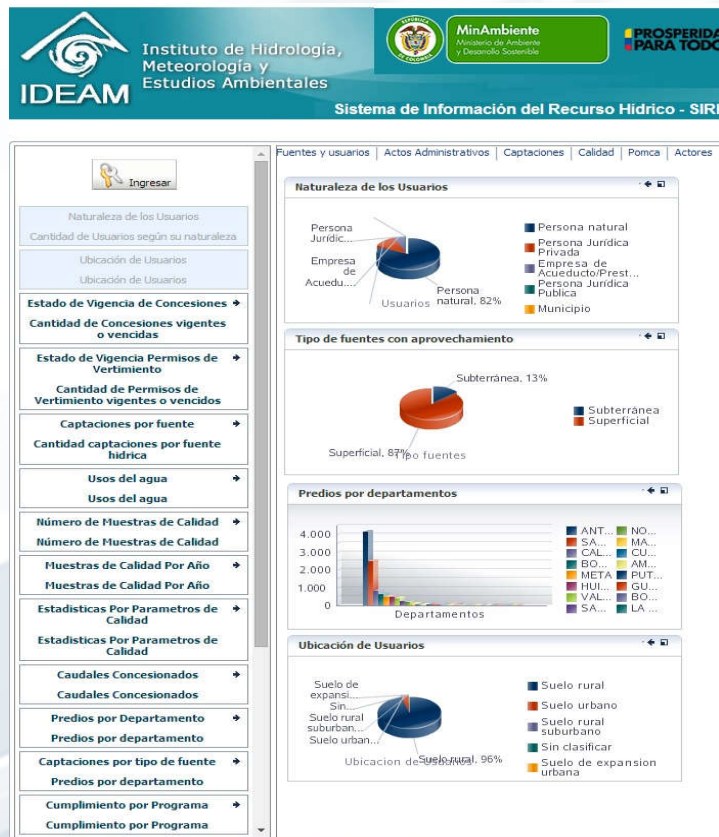 IDEAM
Instituto de Hidrología,
Meteorología y
Estudios Ambientales
MinAmbiente
Ministerio de Ambiente
y Desarrollo Sostenible
PROSPERIDA
PARA TODO
Sistema de Información del Recurso Hídrico - SIR
Ingresar
Naturaleza de los Usuarios
Cantidad de Usuarios según su naturaleza
Ubicación de Usuarios
Ubicación de Usuarios
Estado de Vigencia de Concesiones
Cantidad de Concesiones vigentes
o vencidas
Estado de Vigencia Permisos de
Vertimiento
Cantidad de Permisos de
Vertimiento vigentes o vencidos
Captaciones por fuente
Cantidad captaciones por fuente
hidrica
Usos del agua
Usos del agua
Número de Muestras de Calidad
Número de Muestras de Calidad
Muestras de Calidad Por Año
Muestras de Calidad Por Año
Estadisticas Por Parametros de
Calidad
Estadisticas Por Parametros de
Calidad
Caudales Concesionados
Caudales Concesionados
Predios por Departamento
Predios por departamento
Captaciones por tipo de fuente
Predios por departamento
Cumplimiento por Programa
Cumplimiento por Programa
Fuentes y usuarios | Actos Administrativos | Captaciones | Calidad | Pomca | Actores
Naturaleza de los Usuarios
Persona
Jurídic...
Empresa
de
Acuedu....
Persona
natural, 82%
Usuarios
Persona natural
Persona Jurídica
Privada
Empresa de
Acueducto/Prest...
Persona Jurídica
Publica
Municipio
Tipo de fuentes con aprovechamiento
Subterránea, 13%
Superficial, 87%
Tipo fuentes
Subterránea
Superficial
Predios por departamentos
4.000
3.000
2.000
1.000
0
Departamentos
ANT... NO...
SA... MA...
CAL... CU...
BO... AM...
META PUT...
HUI... GU...
VAL... BO...
SA... LA ...
Ubicación de Usuarios
Suelo de
expansi...
Sin...
Suelo rural
suburban...
Suelo urban...
Suelo rural, 96%
Ubicacion de Usuarios
Suelo rural
Suelo urbano
Suelo rural
suburbano
Sin clasificar
Suelo de expansion
urbana